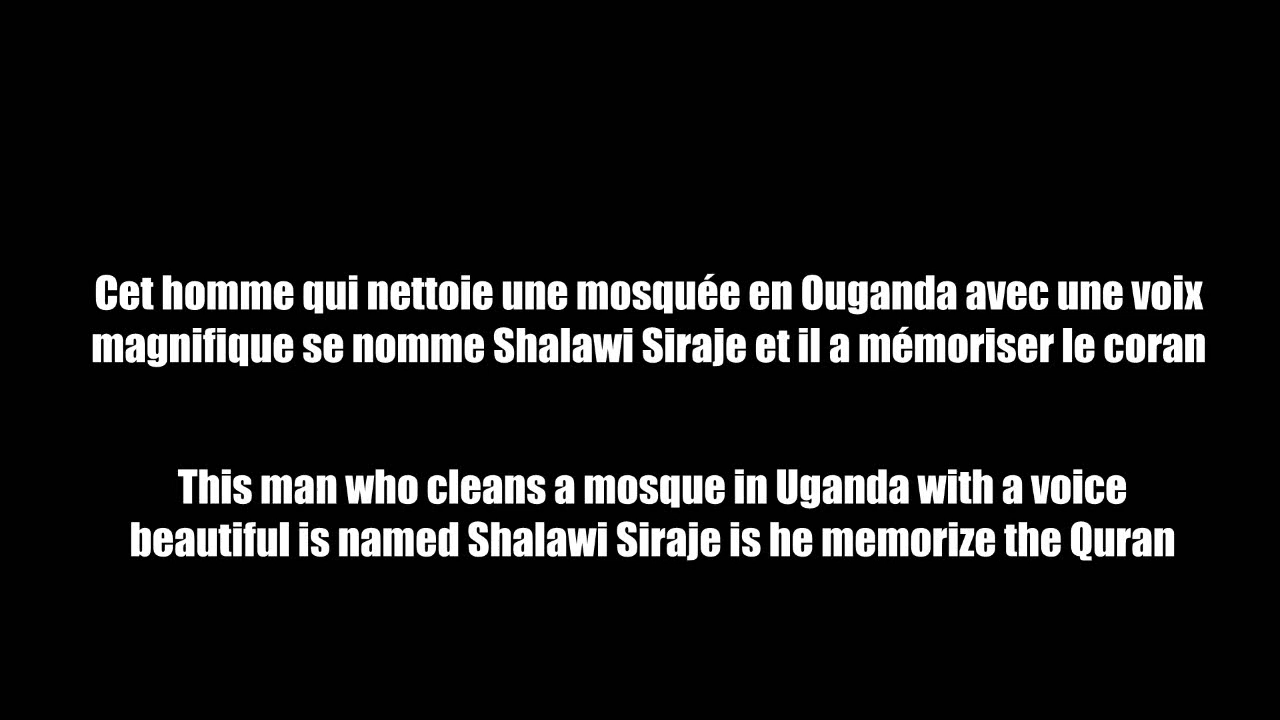 Cet homme qui nettoie une mosquée en Ouganda avec une voix
magnifique se nomme Shalawi Siraje et il a mémoriser le coran
This man who cleans a mosque in Uganda with a voice
beautiful is named Shalawi Siraje is he memorize the Quran